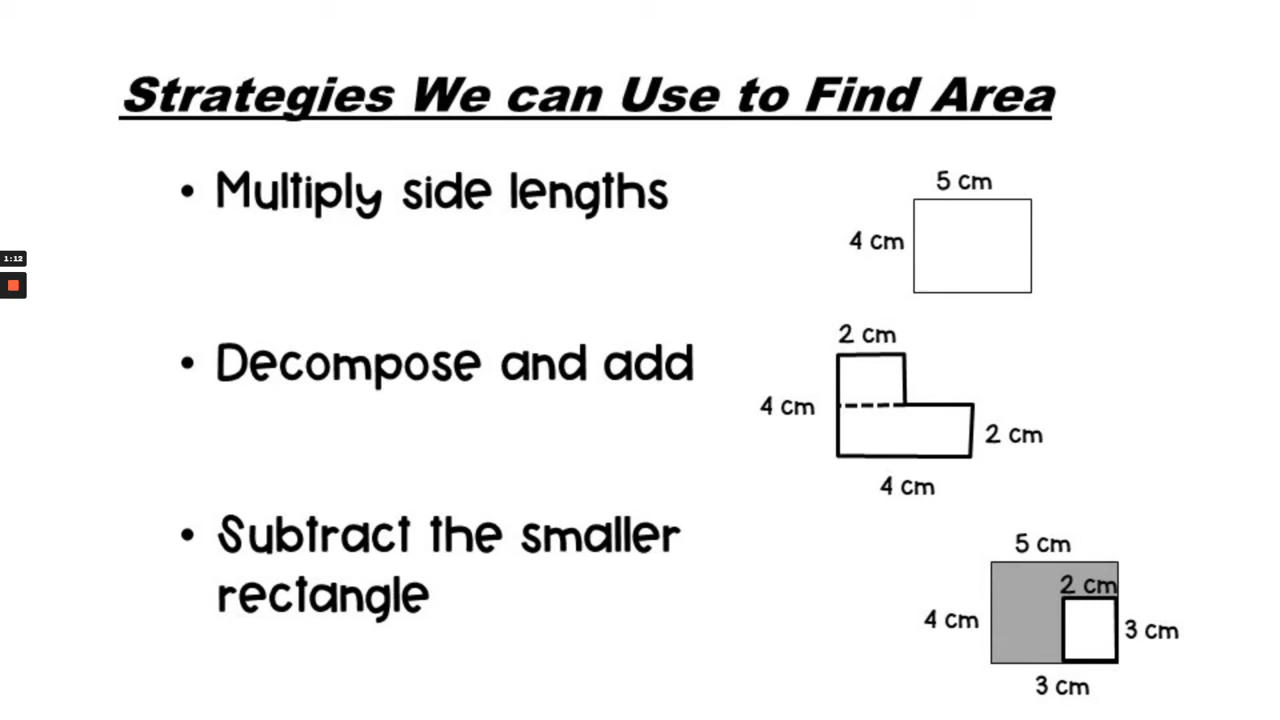 Strategies We can Use to Find Area
• Multiply side lengths
5 cm
4 cm
1:12
• Decompose and add
2 cm
4 cm
2 cm
4 cm
• Subtract the smaller
rectangle
5 cm
2 cm
4 cm
3 cm
3 cm